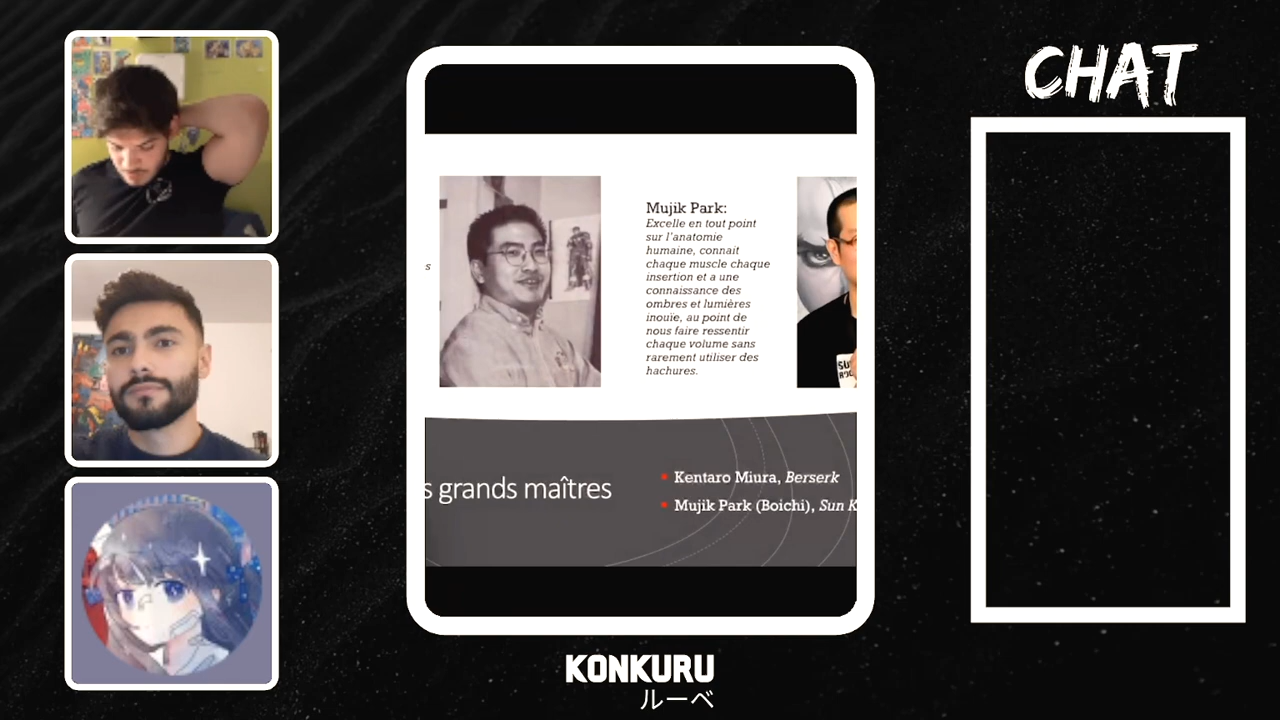 CHAT
s
Mujik Park:
Excelle en tout point
sur l'anatomie
humaine, connait
chaque muscle chaque
insertion et a une
connaissance des
ombres et lumières
inouïe, au point de
nous faire ressentir
chaque volume sans
rarement utiliser des
hachures.
s grands maîtres
Kentaro Miura, Berserk
Mujik Park (Boichi), Sun K
KONKURU
ルーベ